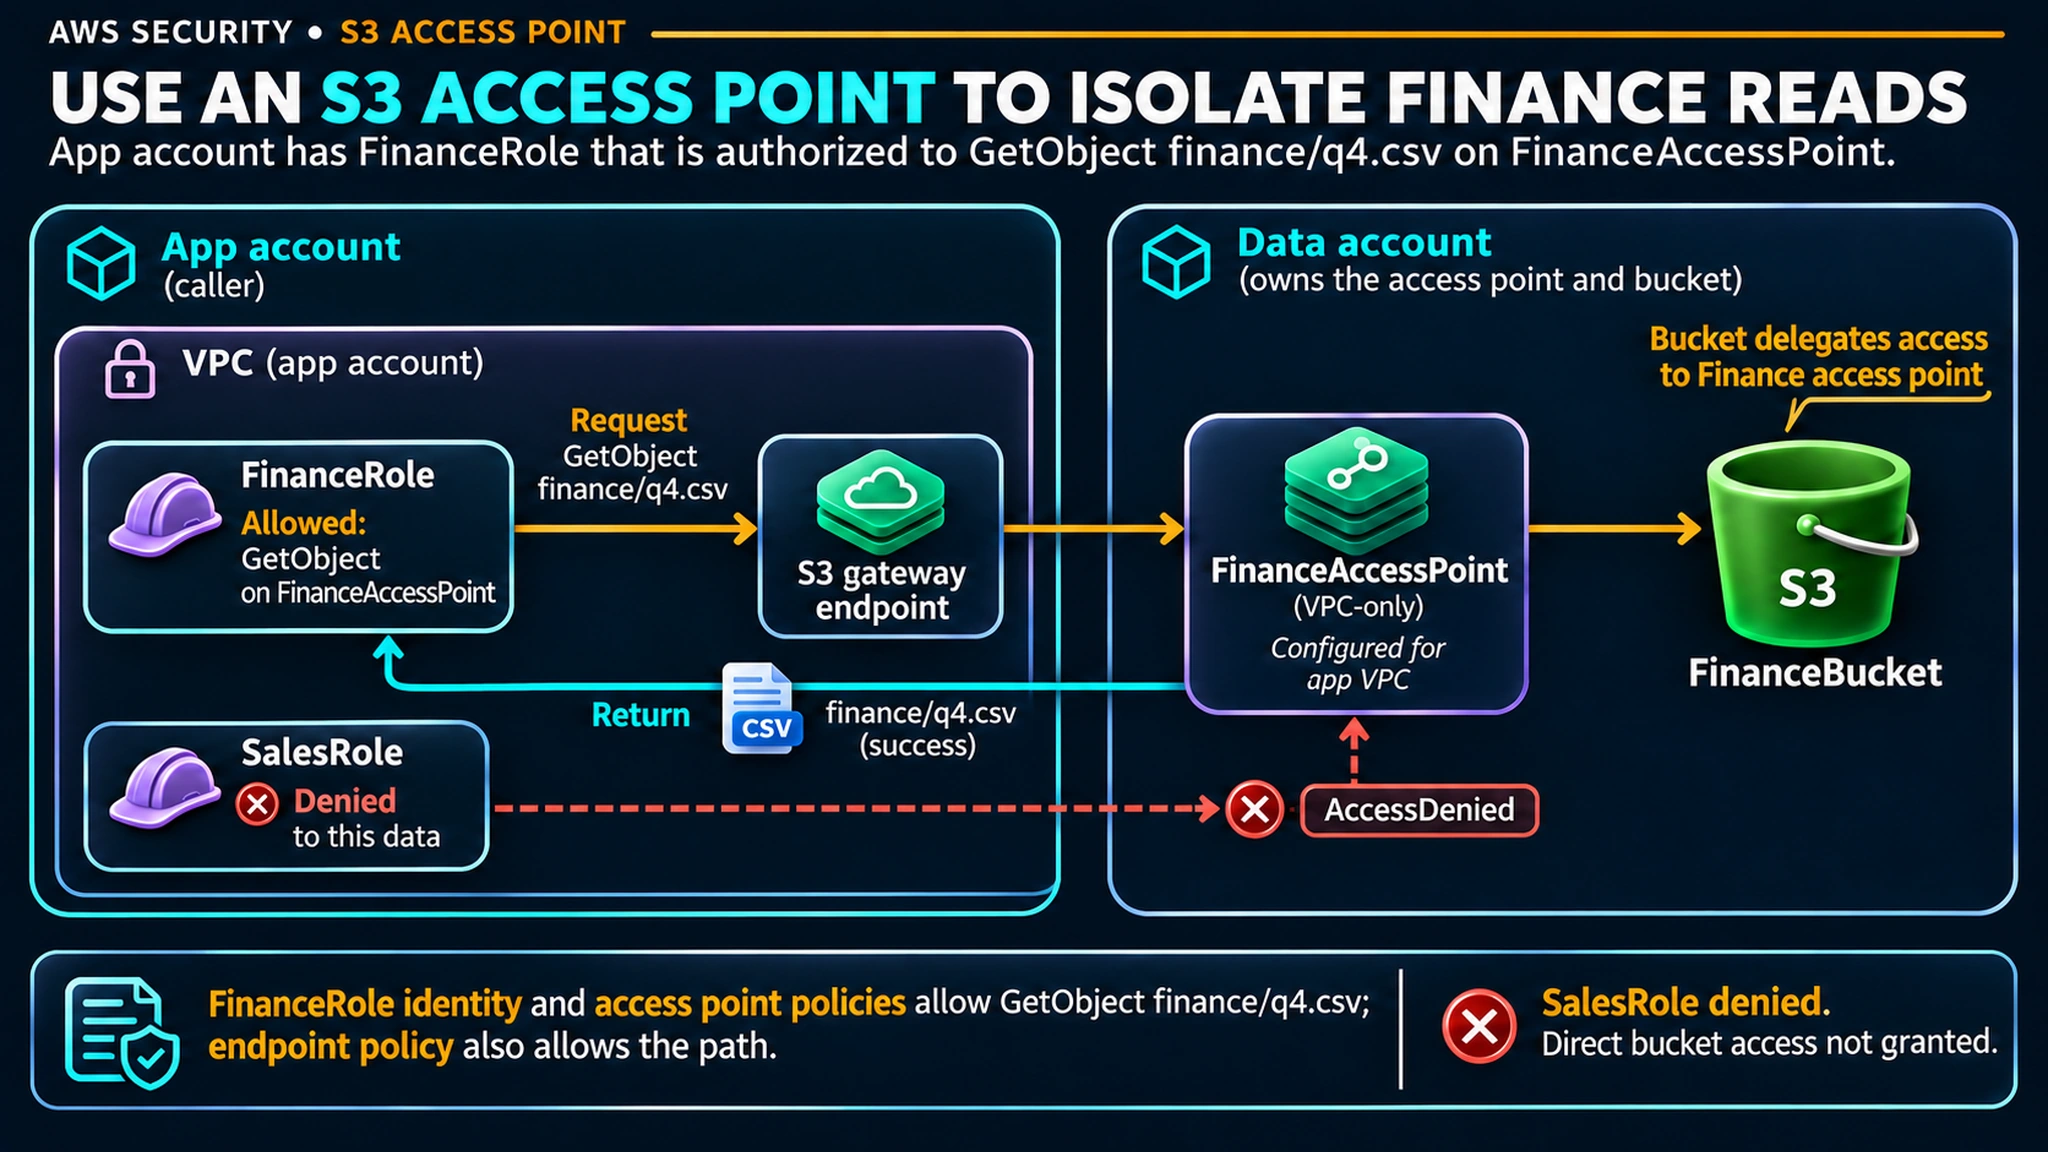 AWS SECURITY • S3 ACCESS POINT
USE AN S3 ACCESS POINT TO ISOLATE FINANCE READS
App account has FinanceRole that is authorized to GetObject finance/q4.csv on FinanceAccessPoint.
App account
(caller)
VPC (app account)
FinanceRole
Allowed:
GetObject
on FinanceAccessPoint
Request
GetObject
finance/q4.csv
S3 gateway
endpoint
Return
CSV
finance/q4.csv
(success)
SalesRole
Denied
to this data
Data account
(owns the access point and bucket)
Bucket delegates access
to Finance access point
FinanceAccessPoint
(VPC-only)
Configured for
app VPC
S3
FinanceBucket
AccessDenied
FinanceRole identity and access point policies allow GetObject finance/q4.csv;
endpoint policy also allows the path.
SalesRole denied.
Direct bucket access not granted.